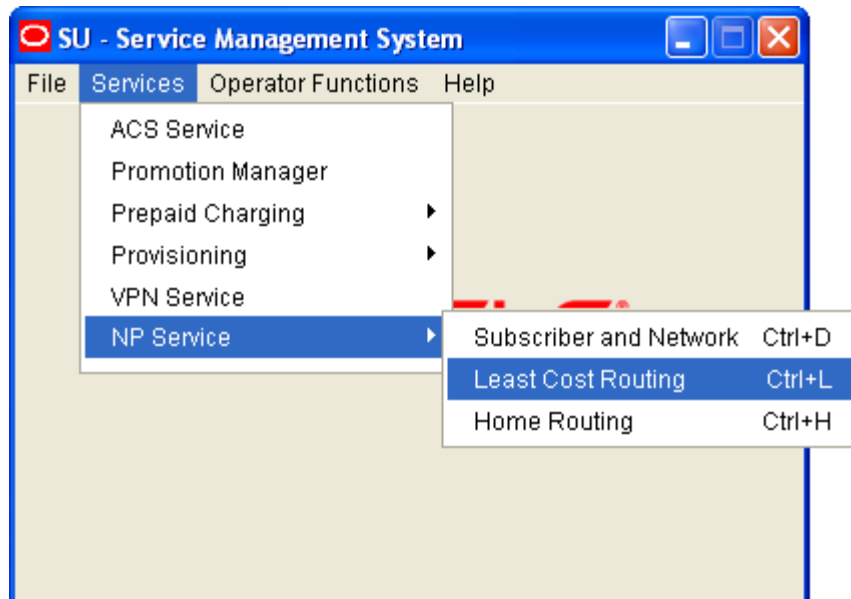 SU - Service Management System
File Services Operator Functions Help
ACS Service
Promotion Manager
Prepaid Charging
Provisioning
VPN Service
NP Service
Subscriber and Network Ctrl+D
Least Cost Routing Ctrl+L
Home Routing Ctrl+H